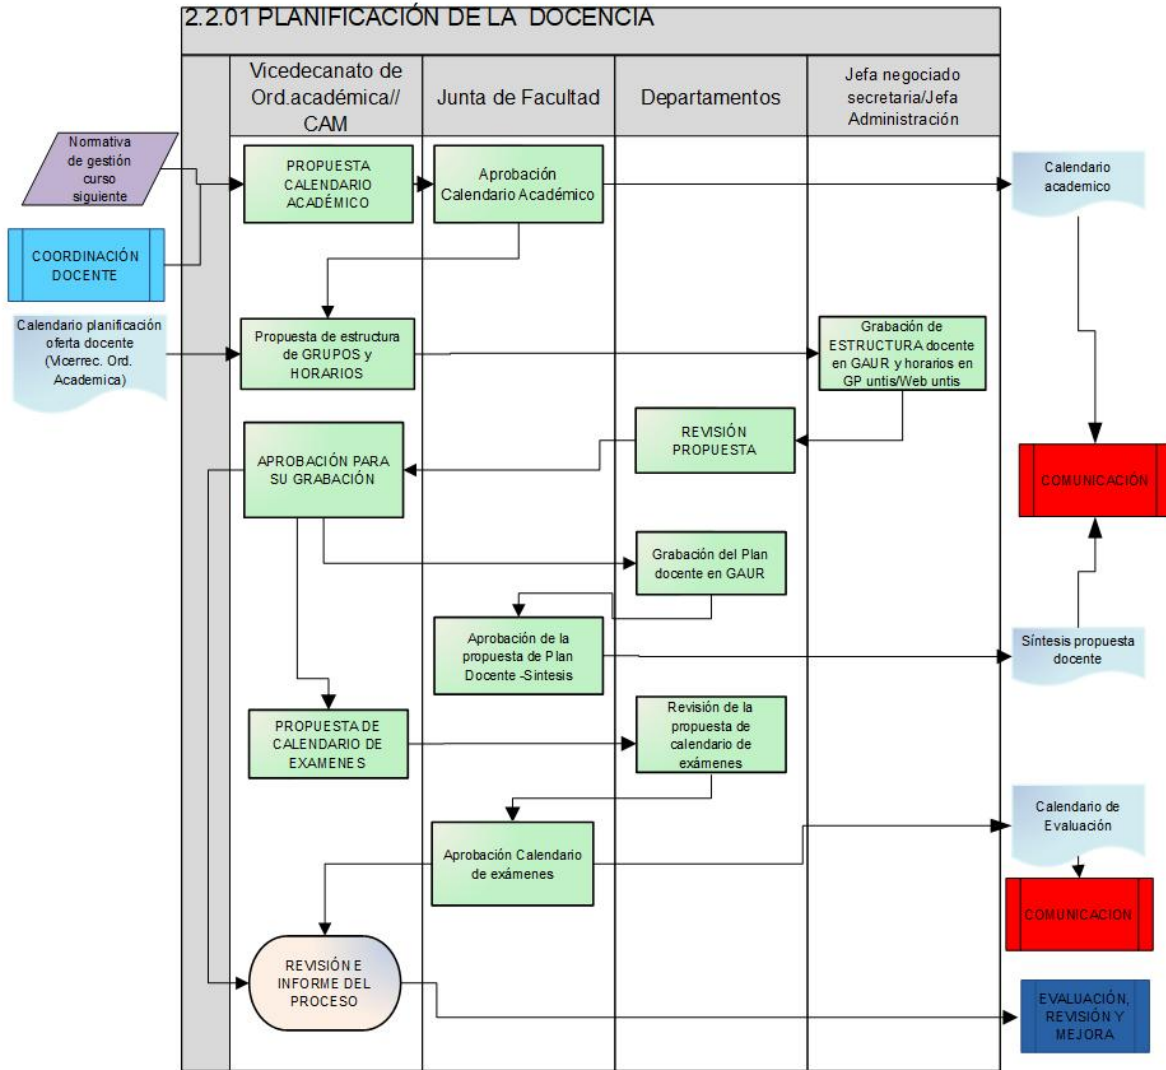 2.2.01 PLANIFICACIÓN DE LA DOCENCIA
Vicedecanato de
Ord.académica//
CAM
Junta de Facultad
Departamentos
Jefa negociado
secretaria/Jefa
Administración
Normativa
de gestión
curso
siguiente
PROPUESTA
CALENDARIO
ACADÉMICO
Aprobación
Calendario Académico
Calendario
academico
COORDINACIÓN
DOCENTE
Calendario planificación
oferta docente
(Vicerrec. Ord.
Academica)
Propuesta de estructura
de GRUPOS y
HORARIOS
Grabación de
ESTRUCTURA docente
en GAUR y horarios en
GP untis/Web untis
REVISIÓN
PROPUESTA
APROBACIÓN PARA
SU GRABACIÓN
COMUNICACIÓN
Grabación del Plan
docente en GAUR
Aprobación de la
propuesta de Plan
Docente -Sintesis
Síntesis propuesta
docente
PROPUESTA DE
CALENDARIO DE
EXAMENES
Revisión de la
propuesta de
calendario de
exámenes
Calendario de
Evaluación
Aprobación Calendario
de exámenes
COMUNICACION
REVISIÓN E
INFORME DEL
PROCESO
EVALUACIÓN,
REVISIÓN Y
MEJORA